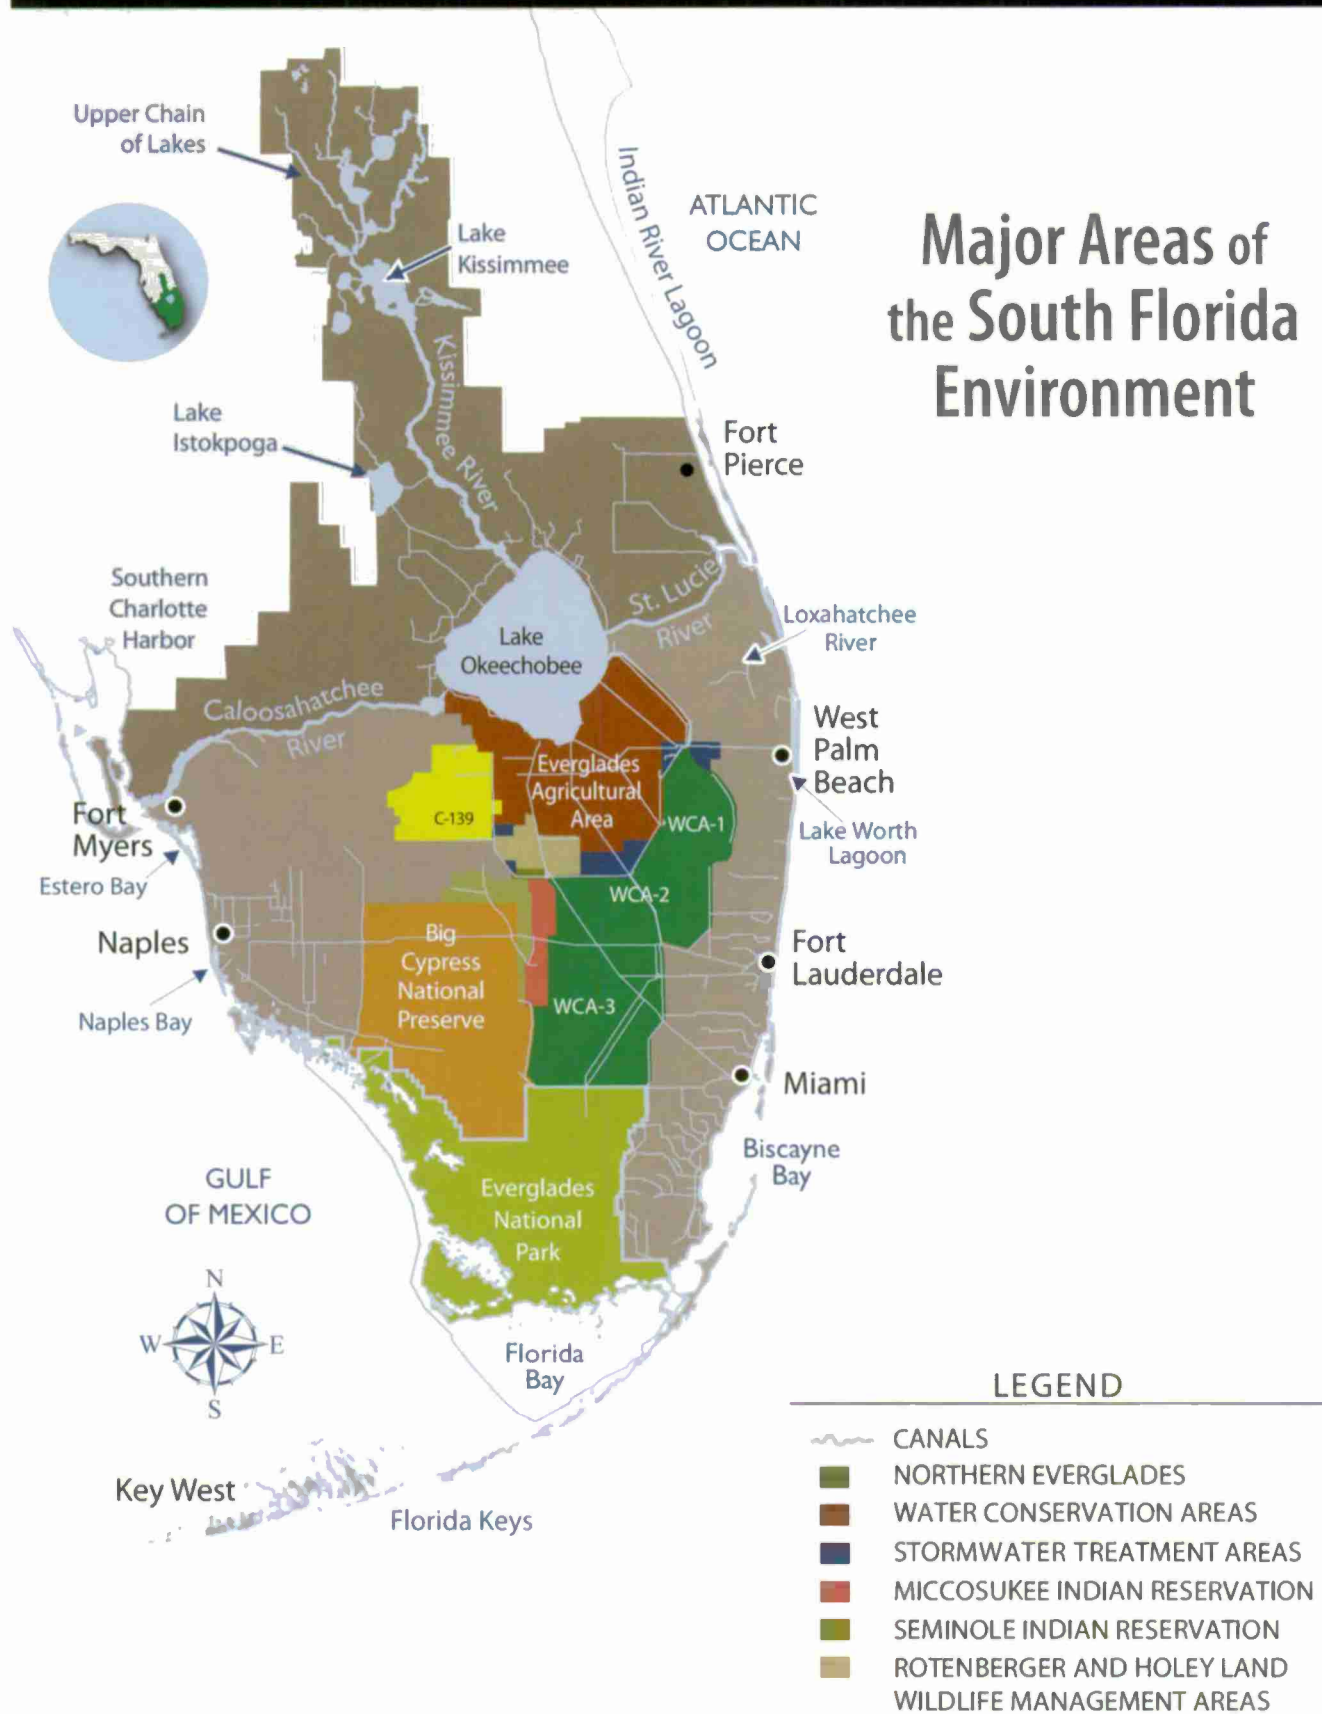 Major Areas of
the South Florida
Environment
Upper Chain
of Lakes
Lake
Kissimmee
Indian River Lagoon
ATLANTIC
OCEAN
Kissimmee River
Lake
Istokpoga
Fort
Pierce
Southern
Charlotte
Harbor
St. Lucie
River
Loxahatchee
River
Lake
Okeechobee
Caloosahatchee
River
West
Palm
Beach
Everglades
Agricultural
Area
C-139
WCA-1
Lake Worth
Lagoon
Fort
Myers
Estero Bay
WCA-2
Naples
Big
Cypress
National
Preserve
Fort
Lauderdale
WCA-3
Naples Bay
Miami
Biscayne
Bay
GULF
OF MEXICO
Everglades
National
Park
N
W
E
S
Florida
Bay
Key West
Florida Keys
LEGEND
CANALS
NORTHERN EVERGLADES
WATER CONSERVATION AREAS
STORMWATER TREATMENT AREAS
MICCOSUKEE INDIAN RESERVATION
SEMINOLE INDIAN RESERVATION
ROTENBERGER AND HOLEY LAND
WILDLIFE MANAGEMENT AREAS